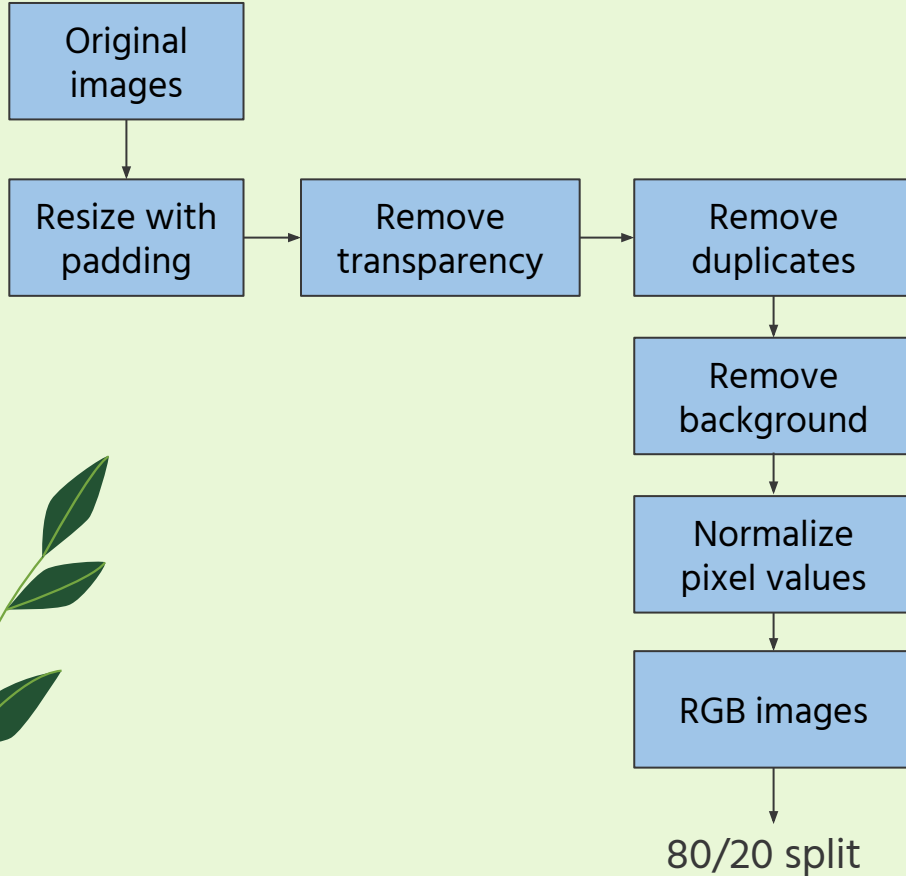 Original
images
Resize with
padding
Remove
transparency
Remove
duplicates
Remove
background
Normalize
pixel values
RGB images
80/20 split